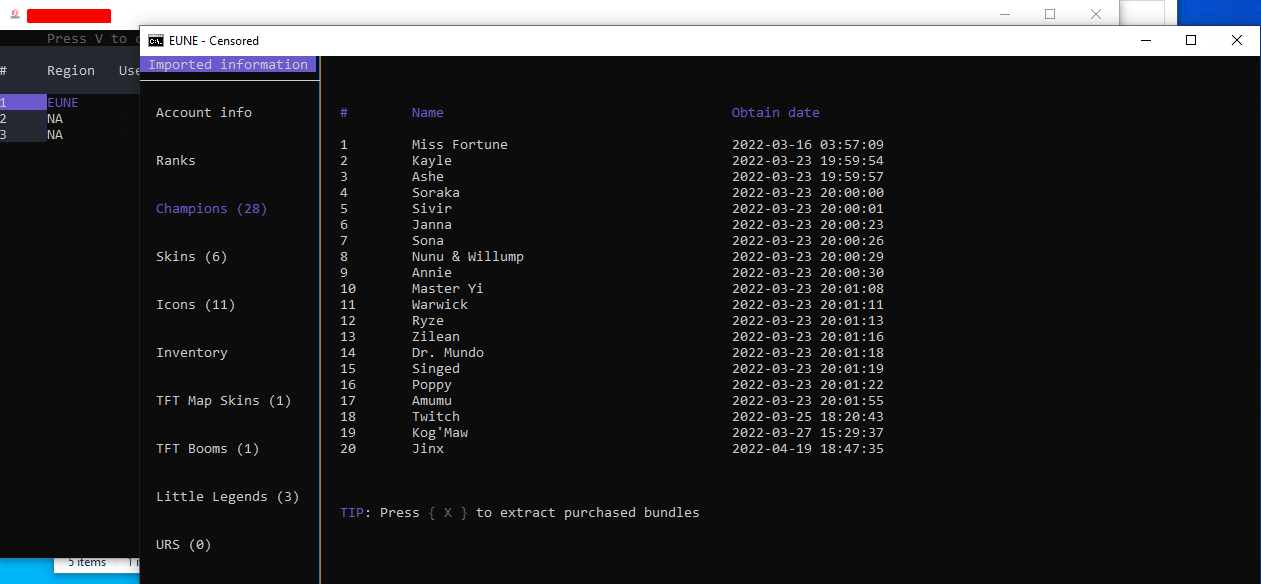 Press V to
# Region Use
1 EUNE
2 NA
3 NA
EUNE - Censored
Imported information
Account info
Ranks
Champions (28)
Skins (6)
Icons (11)
Inventory
TFT Map Skins (1)
TFT Booms (1)
Little Legends (3)
URS (0)
# Name Obtain date
1 Miss Fortune 2022-03-16 03:57:09
2 Kayle 2022-03-23 19:59:54
3 Ashe 2022-03-23 19:59:57
4 Soraka 2022-03-23 20:00:00
5 Sivir 2022-03-23 20:00:01
6 Janna 2022-03-23 20:00:23
7 Sona 2022-03-23 20:00:26
8 Nunu & Willump 2022-03-23 20:00:29
9 Annie 2022-03-23 20:00:30
10 Master Yi 2022-03-23 20:01:08
11 Warwick 2022-03-23 20:01:11
12 Ryze 2022-03-23 20:01:13
13 Zilean 2022-03-23 20:01:16
14 Dr. Mundo 2022-03-23 20:01:18
15 Singed 2022-03-23 20:01:19
16 Poppy 2022-03-23 20:01:22
17 Amumu 2022-03-23 20:01:55
18 Twitch 2022-03-25 18:20:43
19 Kog'Maw 2022-03-27 15:29:37
20 Jinx 2022-04-19 18:47:35
TIP: Press { X } to extract purchased bundles
5 items